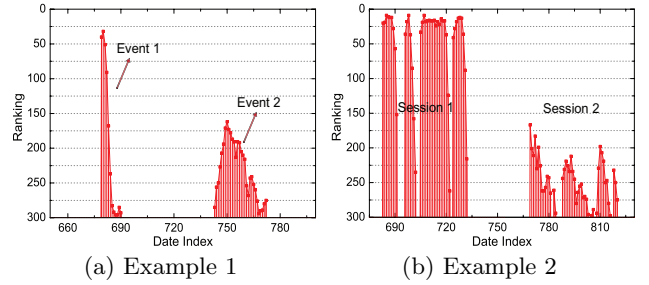 0
50
100
150
200
250
300
Ranking
Event 1
Event 2
660
690
720
750
780
Date Index
(a) Example 1
0
50
100
150
200
250
300
Ranking
Session 1
Session 2
690
720
750
780
810
Date Index
(b) Example 2